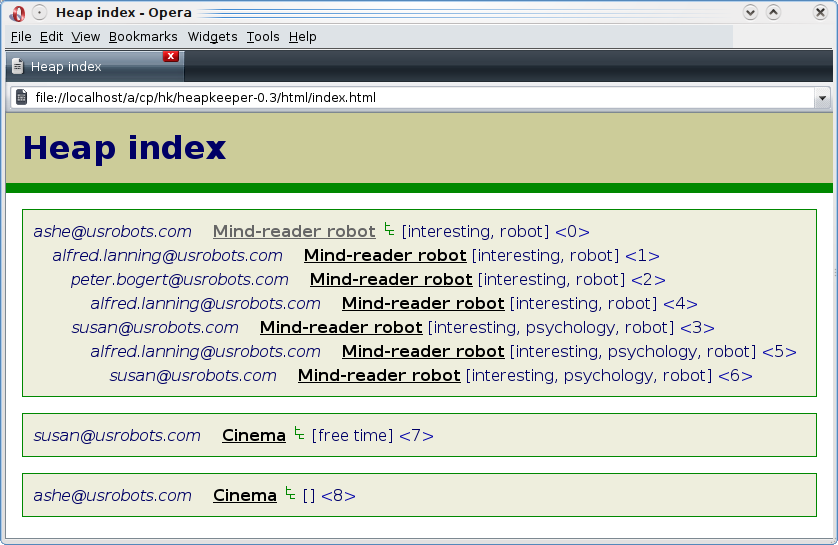 Heap index - Opera
File Edit View Bookmarks Widgets Tools Help
Heap index x
file://localhost/a/cp/hk/heapkeeper-0.3/html/index.html
Heap index
ashe@usrobots.com Mind-reader robot [interesting, robot] <0>
alfred.lanning@usrobots.com Mind-reader robot [interesting, robot] <1>
peter.bogert@usrobots.com Mind-reader robot [interesting, robot] <2>
alfred.lanning@usrobots.com Mind-reader robot [interesting, robot] <4>
susan@usrobots.com Mind-reader robot [interesting, psychology, robot] <3>
alfred.lanning@usrobots.com Mind-reader robot [interesting, psychology, robot] <5>
susan@usrobots.com Mind-reader robot [interesting, psychology, robot] <6>
susan@usrobots.com Cinema [free time] <7>
ashe@usrobots.com Cinema [] <8>